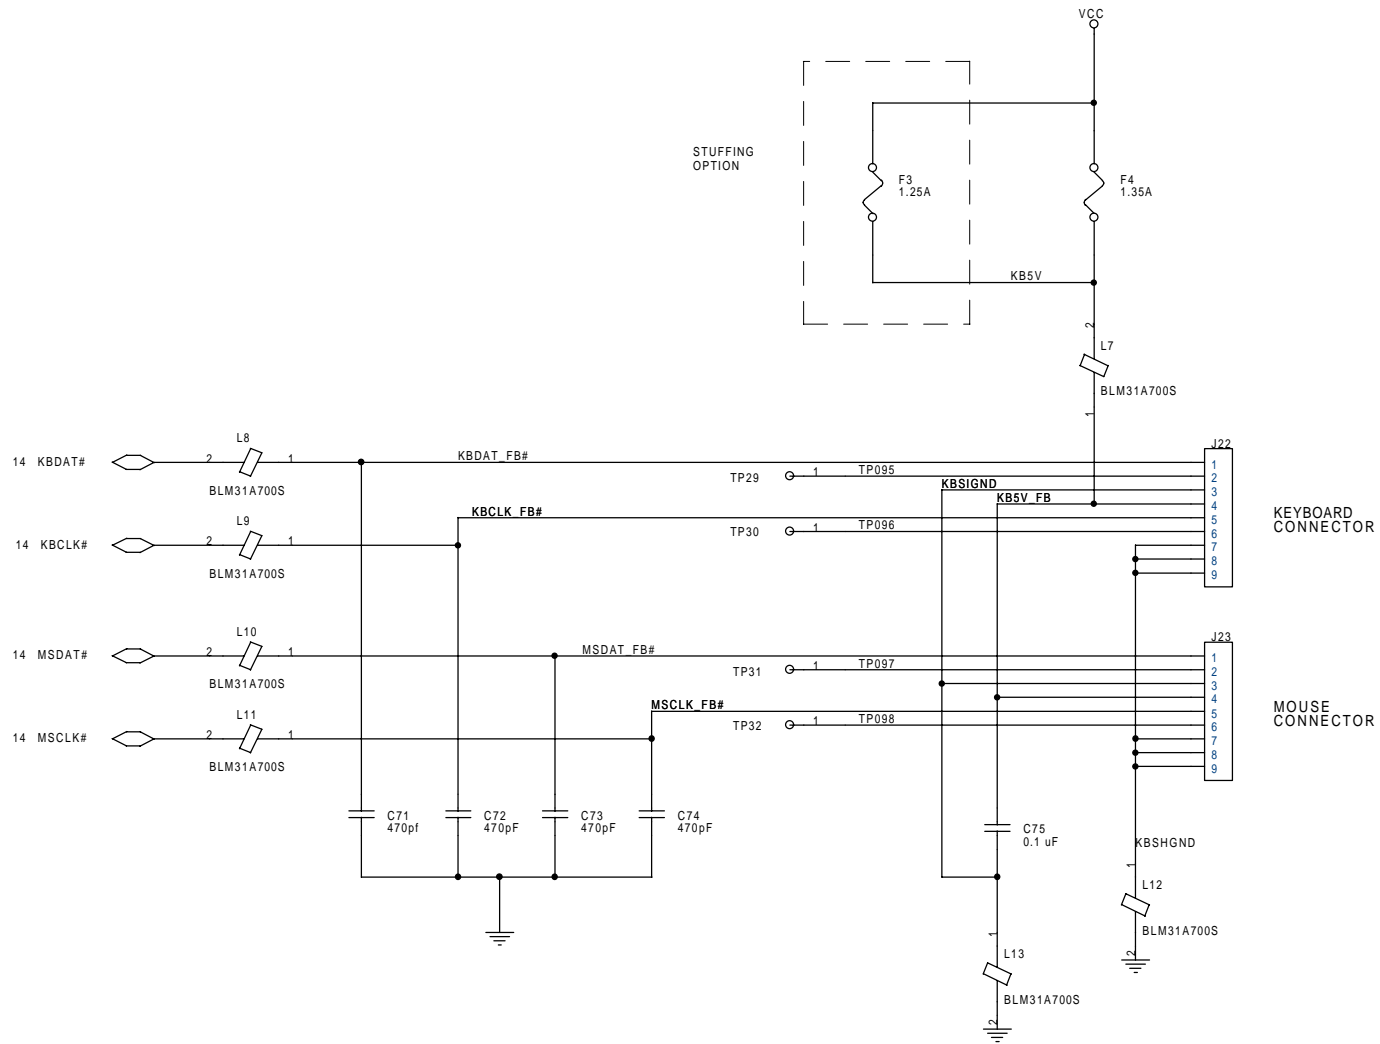 VCC
STUFFING
OPTION
F3
1.25A
F4
1.35A
KB5V
2
L7
BLM31A700S
1
14 KBDAT#
2
L8
1
BLM31A700S
KBDAT_FB#
TP29
1
TP095
KBSIGND
KB5V_FB
J22
1
2
3
4
5
6
7
8
9
KEYBOARD
CONNECTOR
14 KBCLK#
2
L9
1
BLM31A700S
KBCLK_FB#
TP30
1
TP096
14 MSDAT#
2
L10
1
BLM31A700S
MSDAT_FB#
TP31
1
TP097
J23
1
2
3
4
5
6
7
8
9
MOUSE
CONNECTOR
14 MSCLK#
2
L11
1
BLM31A700S
MSCLK_FB#
TP32
1
TP098
C71
470pf
C72
470pF
C73
470pF
C74
470pF
C75
0.1 uF
KBSHGND
1
L12
BLM31A700S
2
1
L13
BLM31A700S
2